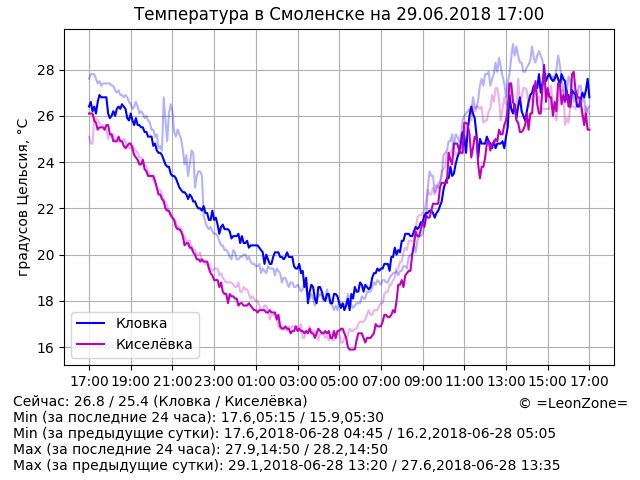 Температура в Смоленске на 29.06.2018 17:00
градусов Цельсия, °C
28
26
24
22
20
18
16
Кловка
Киселёвка
17:00 19:00 21:00 23:00 01:00 03:00 05:00 07:00 09:00 11:00 13:00 15:00 17:00
Сейчас: 26.8 / 25.4 (Кловка / Киселёвка)
© =LeonZone=
Min (за последние 24 часа): 17.6,05:15 / 15.9,05:30
Min (за предыдущие сутки): 17.6,2018-06-28 04:45 / 16.2,2018-06-28 05:05
Max (за последние 24 часа): 27.9,14:50 / 28.2,14:50
Max (за предыдущие сутки): 29.1,2018-06-28 13:20 / 27.6,2018-06-28 13:35